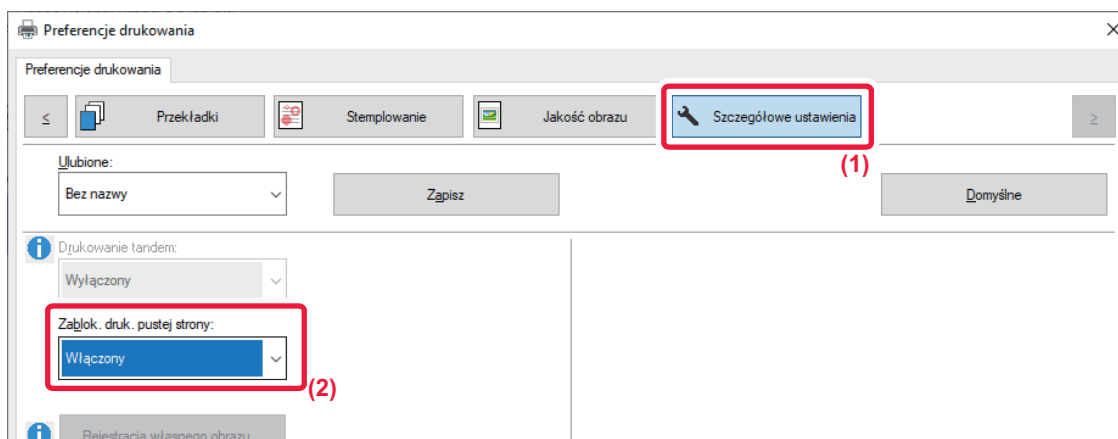 Preferencje drukowania
Preferencje drukowania
<
Przekładki
Stemplowanie
Jakość obrazu
Szczegółowe ustawienia
>
(1)
Ulubione:
Bez nazwy
Zapisz
Domyślne
Drukowanie tandem:
Wyłączony
Zablok. druk. pustej strony:
Włączony
(2)
Rejestracja własnego obrazu